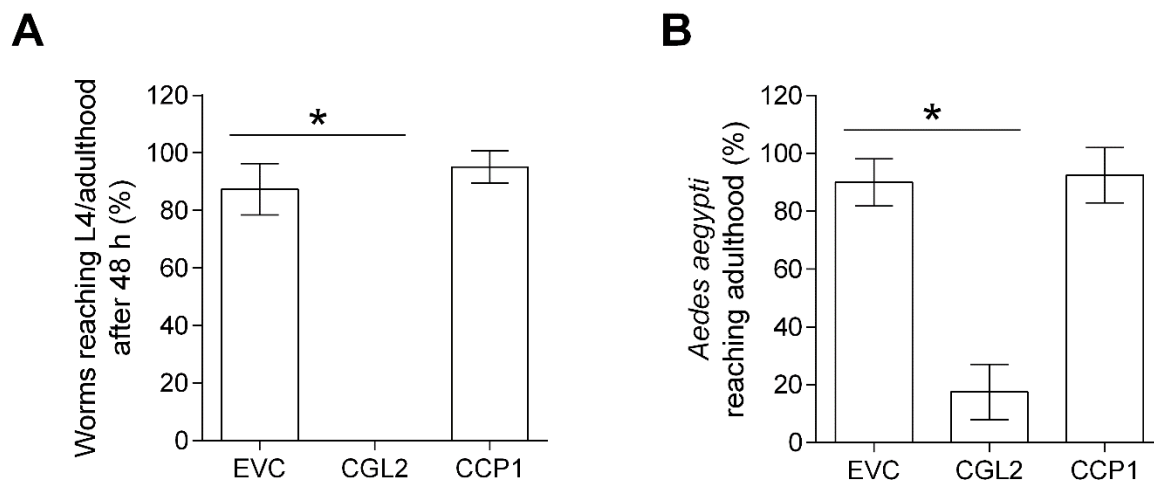 A
Worms reaching L4/adulthood
after 48 h (%)
120
100
80
60
40
20
0
*
EVC
CGL2
CCP1
B
Aedes aegypti
reaching adulthood (%)
120
100
80
60
40
20
0
*
EVC
CGL2
CCP1